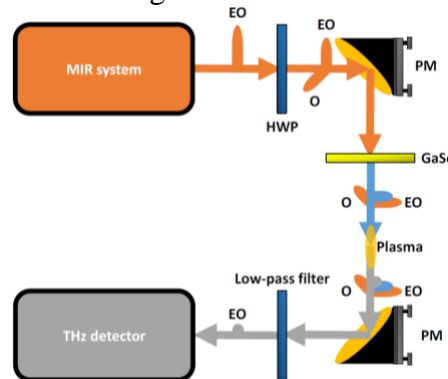 EO
EO
MIR system
PM
O
HWP
GaSe
O
EO
Plasma
Low-pass filter
O
EO
EO
THz detector
PM